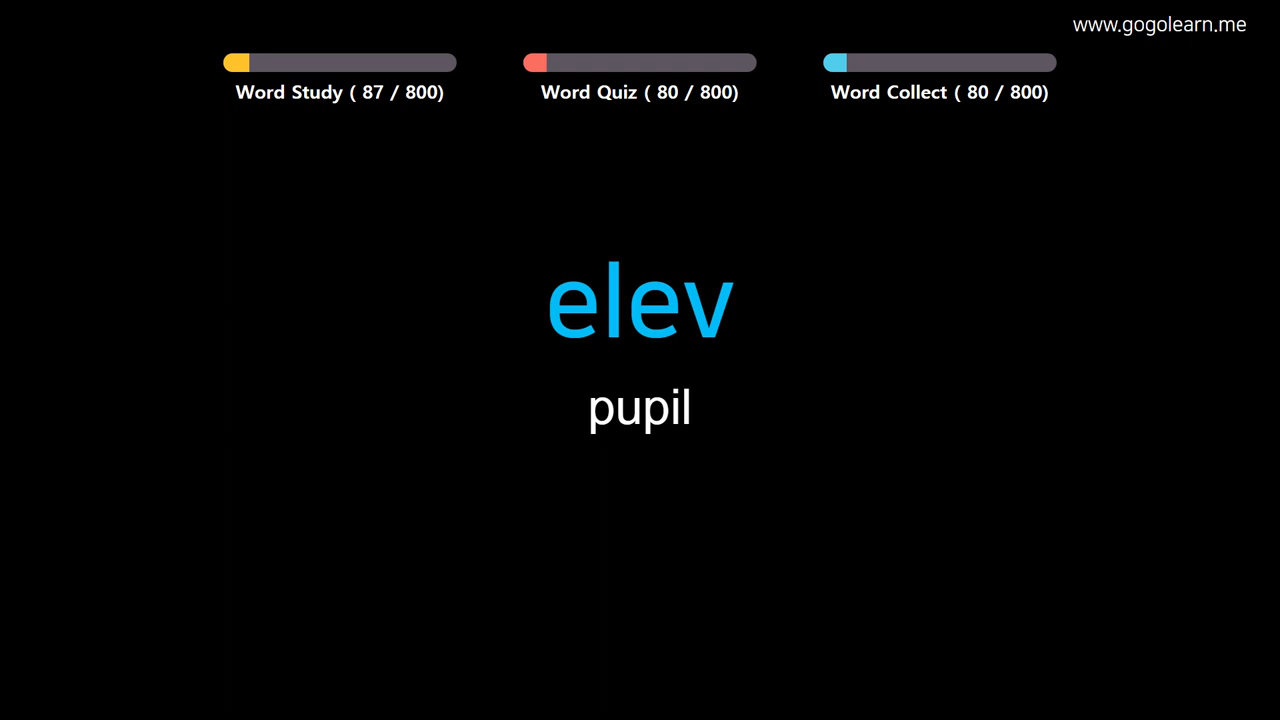 www.gogolearn.me
Word Study ( 87 / 800)
Word Quiz ( 80 / 800)
Word Collect ( 80 / 800)
elev
pupil